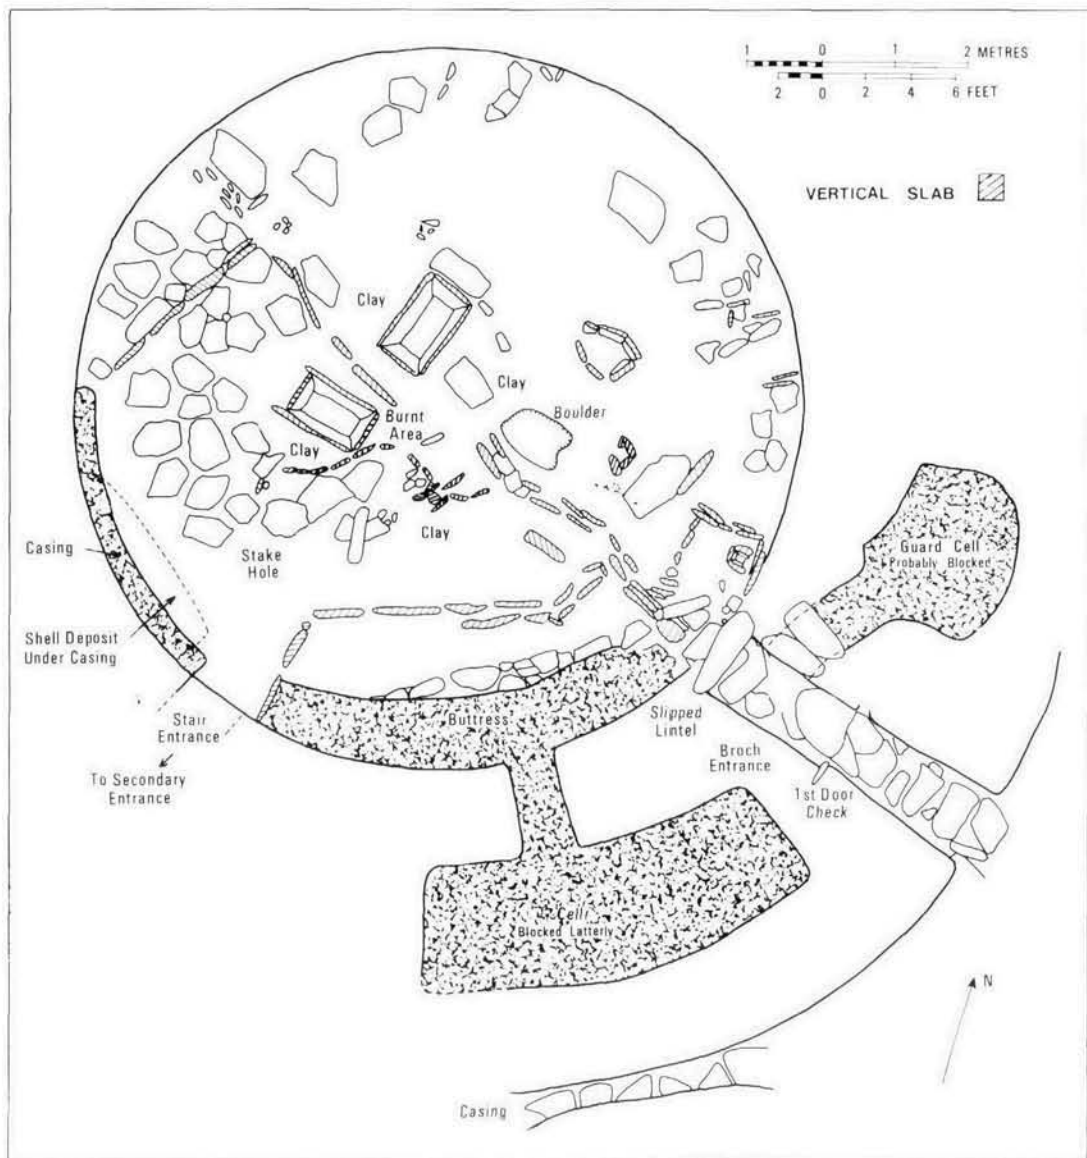 1 0 1 2 METRES
2 0 2 4 6 FEET
VERTICAL SLAB
Clay
Clay
Boulder
Burnt
Area
Clay
Clay
Stake
Hole
Casing
Shell Deposit
Under Casing
Stair
Entrance
To Secondary
Entrance
Guard Cell
Probably Blocked
Buttress
Slipped
Lintel
Broch
Entrance
1st Door
Check
Cell
Blocked Latterly
N
Casing